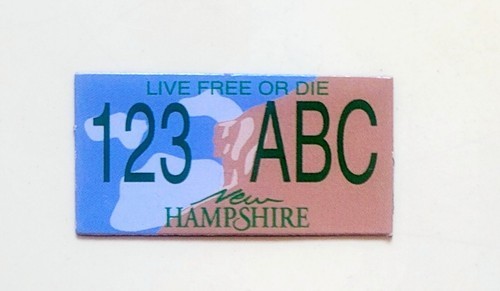 LIVE FREE OR DIE
123 ABC
New
HAMPSHIRE